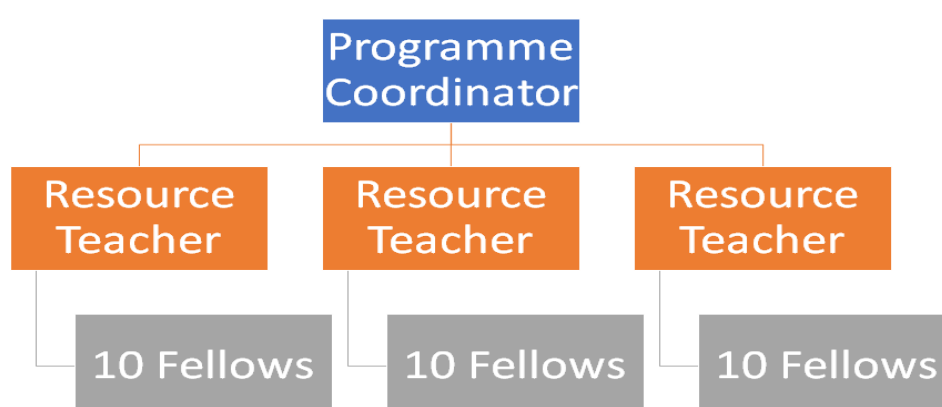 Programme
Coordinator
Resource
Teacher
Resource
Teacher
Resource
Teacher
10 Fellows
10 Fellows
10 Fellows